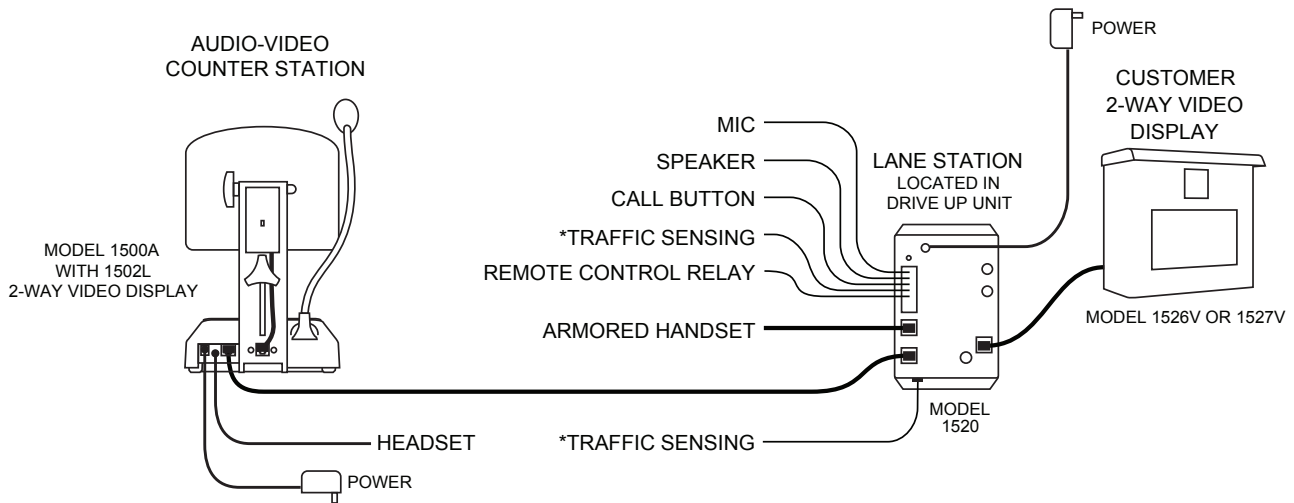 AUDIO-VIDEO
COUNTER STATION
MODEL 1500A
WITH 1502L
2-WAY VIDEO DISPLAY
HEADSET
POWER
MIC
SPEAKER
CALL BUTTON
*TRAFFIC SENSING
REMOTE CONTROL RELAY
ARMORED HANDSET
*TRAFFIC SENSING
LANE STATION
LOCATED IN
DRIVE UP UNIT
MODEL
1520
POWER
CUSTOMER
2-WAY VIDEO
DISPLAY
MODEL 1526V OR 1527V